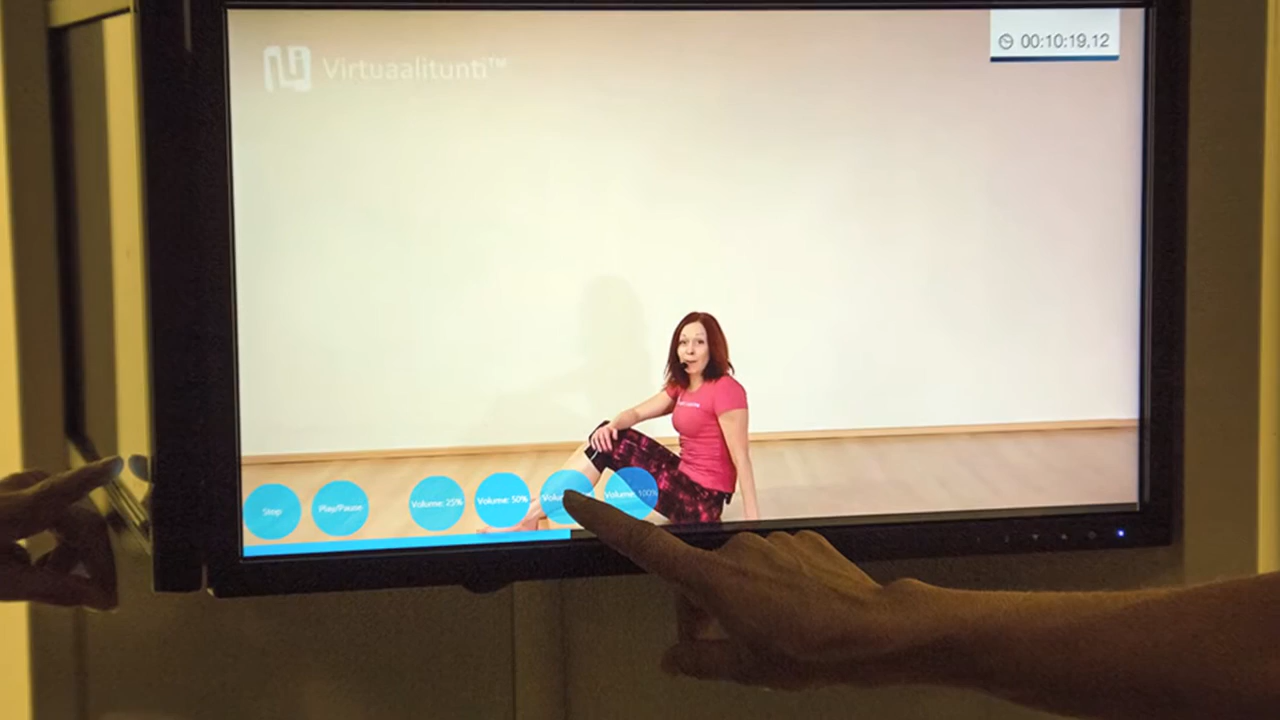 Virtuaalitunti™
00:10:19.12
Stop
Play/Pause
Volume: 25%
Volume: 50%
Volume: 100%